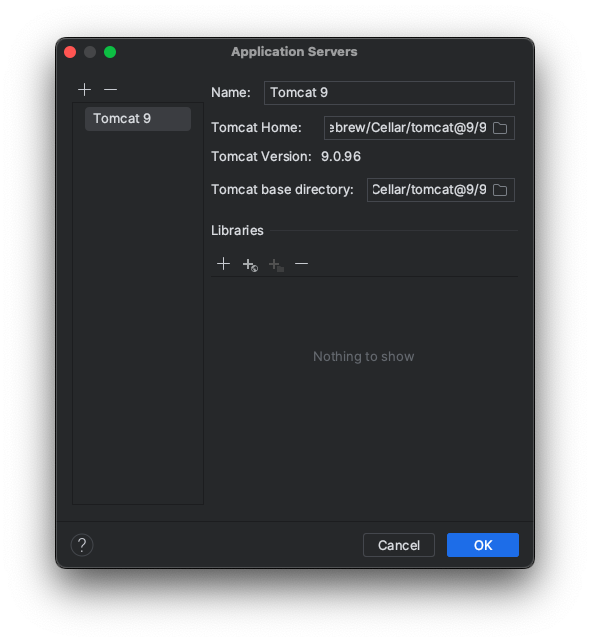 Application Servers
Tomcat 9
Name: Tomcat 9
Tomcat Home: ebrew/Cellar/tomcat@9/9
Tomcat Version: 9.0.96
Tomcat base directory: Cellar/tomcat@9/9
Libraries
Nothing to show
? Cancel OK